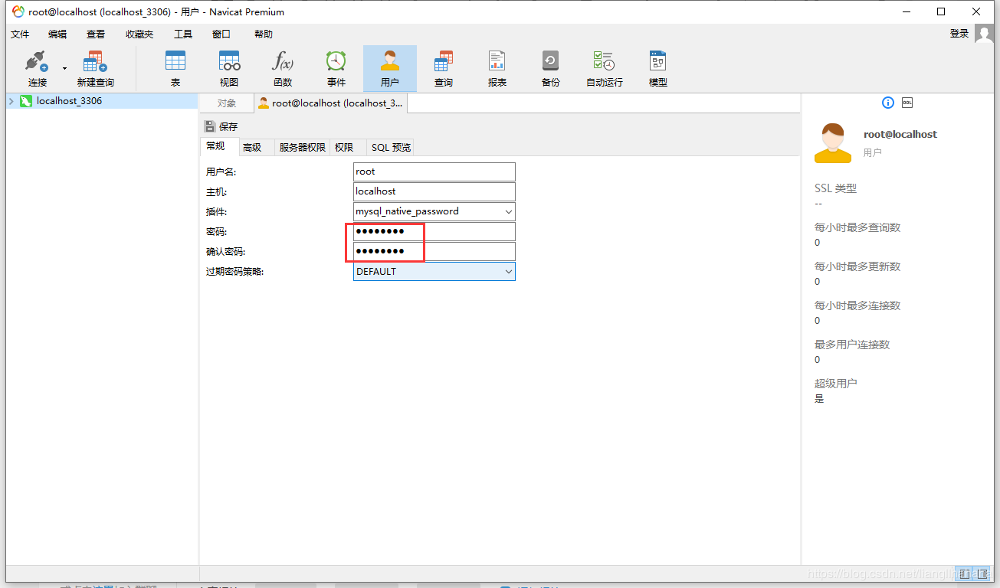 root@localhost (localhost_3306) - 用户 - Navicat Premium
文件 编辑 查看 收藏夹 工具 窗口 帮助 登录
连接 新建查询 表 视图 f(x) 函数 事件 用户 查询 报表 备份 自动运行 模型
localhost_3306
对象 root@localhost (localhost_3...
DDL
保存
常规 高级 服务器权限 权限 SQL 预览
用户名: root
主机: localhost
插件: mysql_native_password
密码: ●●●●●●●●
确认密码: ●●●●●●●●
过期密码策略: DEFAULT
root@localhost
用户
SSL 类型
--
每小时最多查询数
0
每小时最多更新数
0
每小时最多连接数
0
最多用户连接数
0
超级用户
是